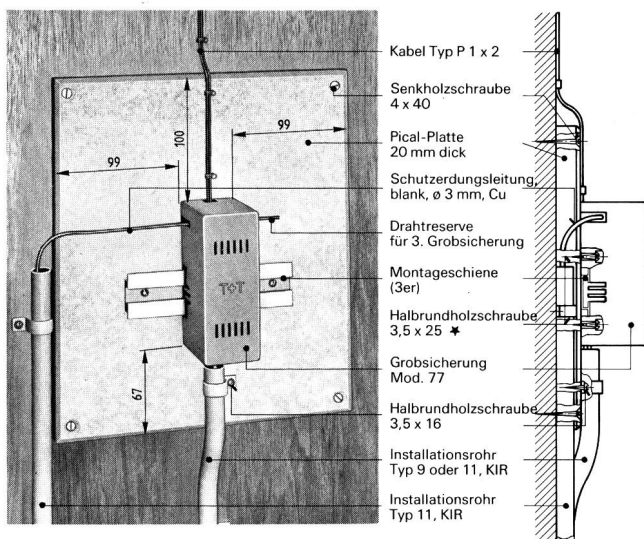 Kabel Typ P 1 x 2
Senkholzschraube
4 x 40
Pical-Platte
20 mm dick
Schutzerdungsleitung,
blank, ø 3 mm, Cu
Drahtreserve
für 3. Grobsicherung
Montageschiene
(3er)
Halbrundholzschraube
3,5 x 25 ★
Grobsicherung
Mod. 77
Halbrundholzschraube
3,5 x 16
Installationsrohr
Typ 9 oder 11, KIR
Installationsrohr
Typ 11, KIR
100
99
99
T+T
67